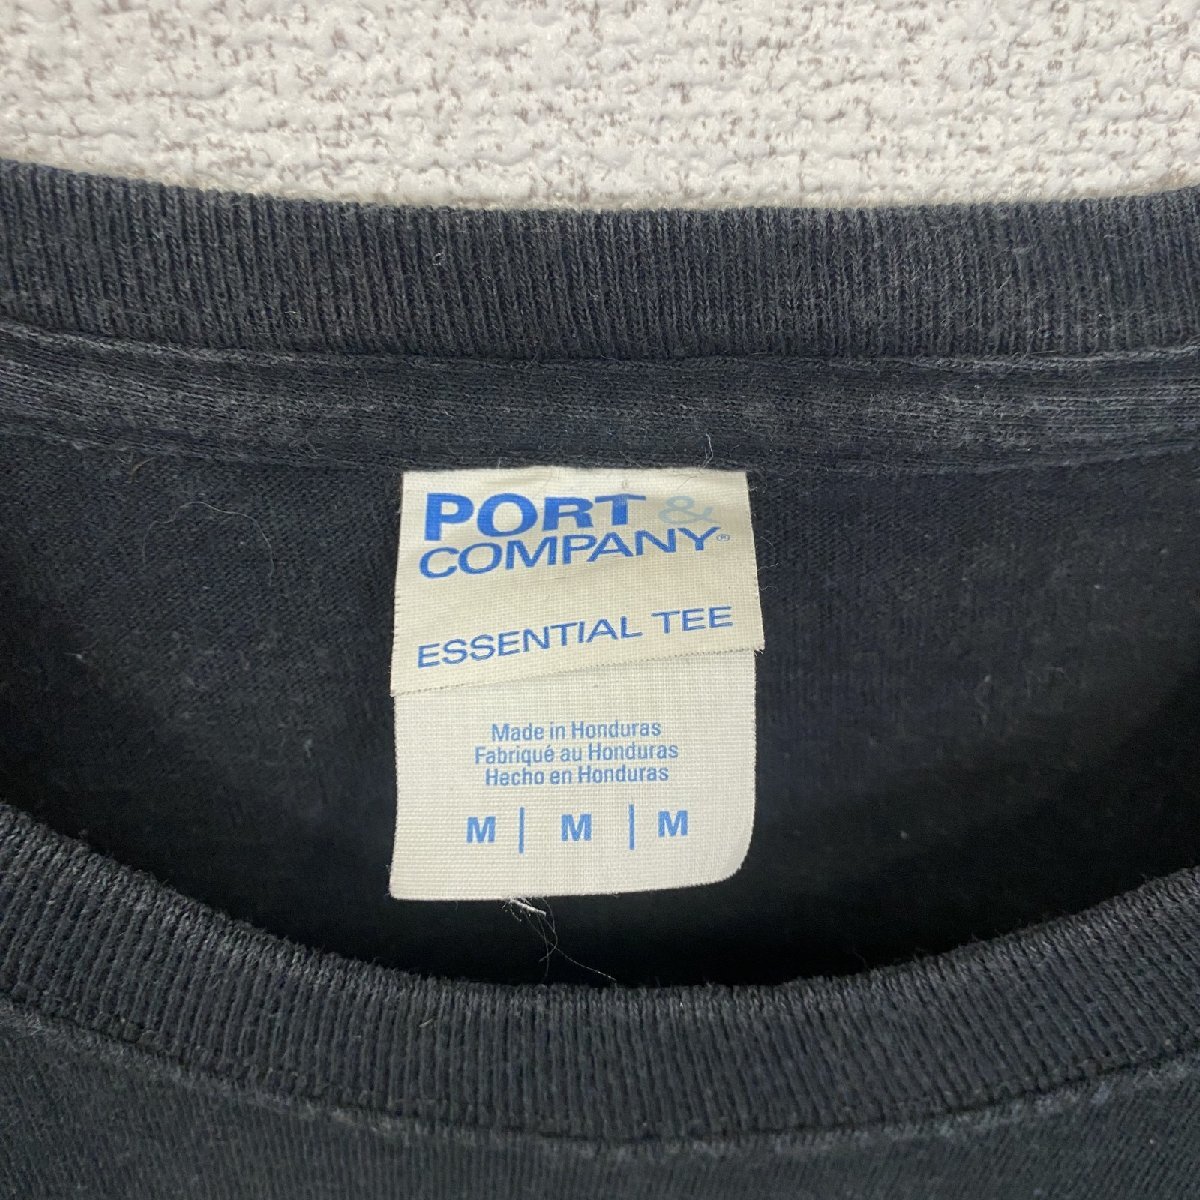 PORT &
COMPANY®
ESSENTIAL TEE
Made in Honduras
Fabriqué au Honduras
Hecho en Honduras
M | M | M